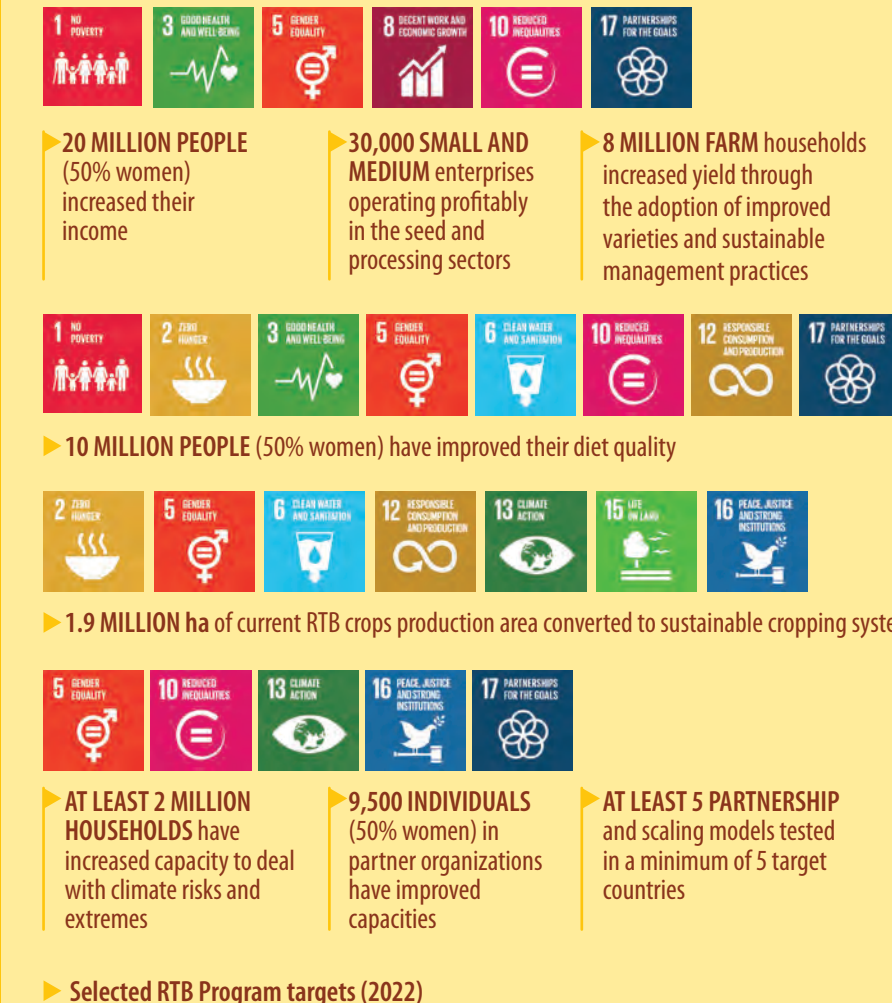 1 NO POVERTY
3 GOOD HEALTH AND WELL-BEING
5 GENDER EQUALITY
8 DECENT WORK AND ECONOMIC GROWTH
10 REDUCED INEQUALITIES
17 PARTNERSHIPS FOR THE GOALS
20 MILLION PEOPLE
(50% women)
increased their
income
30,000 SMALL AND
MEDIUM enterprises
operating profitably
in the seed and
processing sectors
8 MILLION FARM households
increased yield through
the adoption of improved
varieties and sustainable
management practices
1 NO POVERTY
2 ZERO HUNGER
3 GOOD HEALTH AND WELL-BEING
5 GENDER EQUALITY
6 CLEAN WATER AND SANITATION
10 REDUCED INEQUALITIES
12 RESPONSIBLE CONSUMPTION AND PRODUCTION
17 PARTNERSHIPS FOR THE GOALS
10 MILLION PEOPLE (50% women) have improved their diet quality
2 ZERO HUNGER
5 GENDER EQUALITY
6 CLEAN WATER AND SANITATION
12 RESPONSIBLE CONSUMPTION AND PRODUCTION
13 CLIMATE ACTION
15 LIFE ON LAND
16 PEACE, JUSTICE AND STRONG INSTITUTIONS
1.9 MILLION ha of current RTB crops production area converted to sustainable cropping syste
5 GENDER EQUALITY
10 REDUCED INEQUALITIES
13 CLIMATE ACTION
16 PEACE, JUSTICE AND STRONG INSTITUTIONS
17 PARTNERSHIPS FOR THE GOALS
AT LEAST 2 MILLION
HOUSEHOLDS have
increased capacity to deal
with climate risks and
extremes
9,500 INDIVIDUALS
(50% women) in
partner organizations
have improved
capacities
AT LEAST 5 PARTNERSHIP
and scaling models tested
in a minimum of 5 target
countries
Selected RTB Program targets (2022)